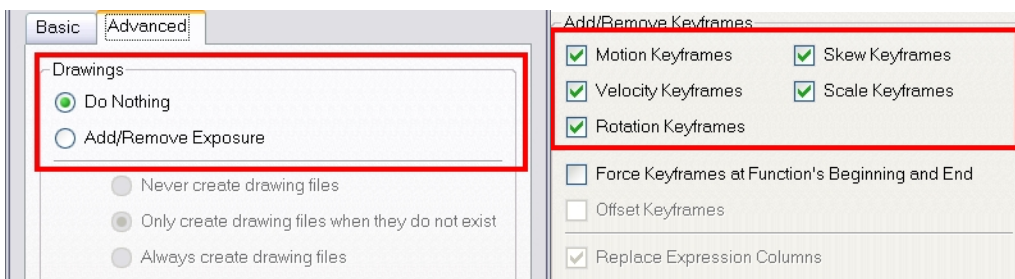 Basic Advanced
Drawings
Do Nothing
Add/Remove Exposure
Never create drawing files
Only create drawing files when they do not exist
Always create drawing files
Add/Remove Keyframes
Motion Keyframes Skew Keyframes
Velocity Keyframes Scale Keyframes
Rotation Keyframes
Force Keyframes at Function's Beginning and End
Offset Keyframes
Replace Expression Columns